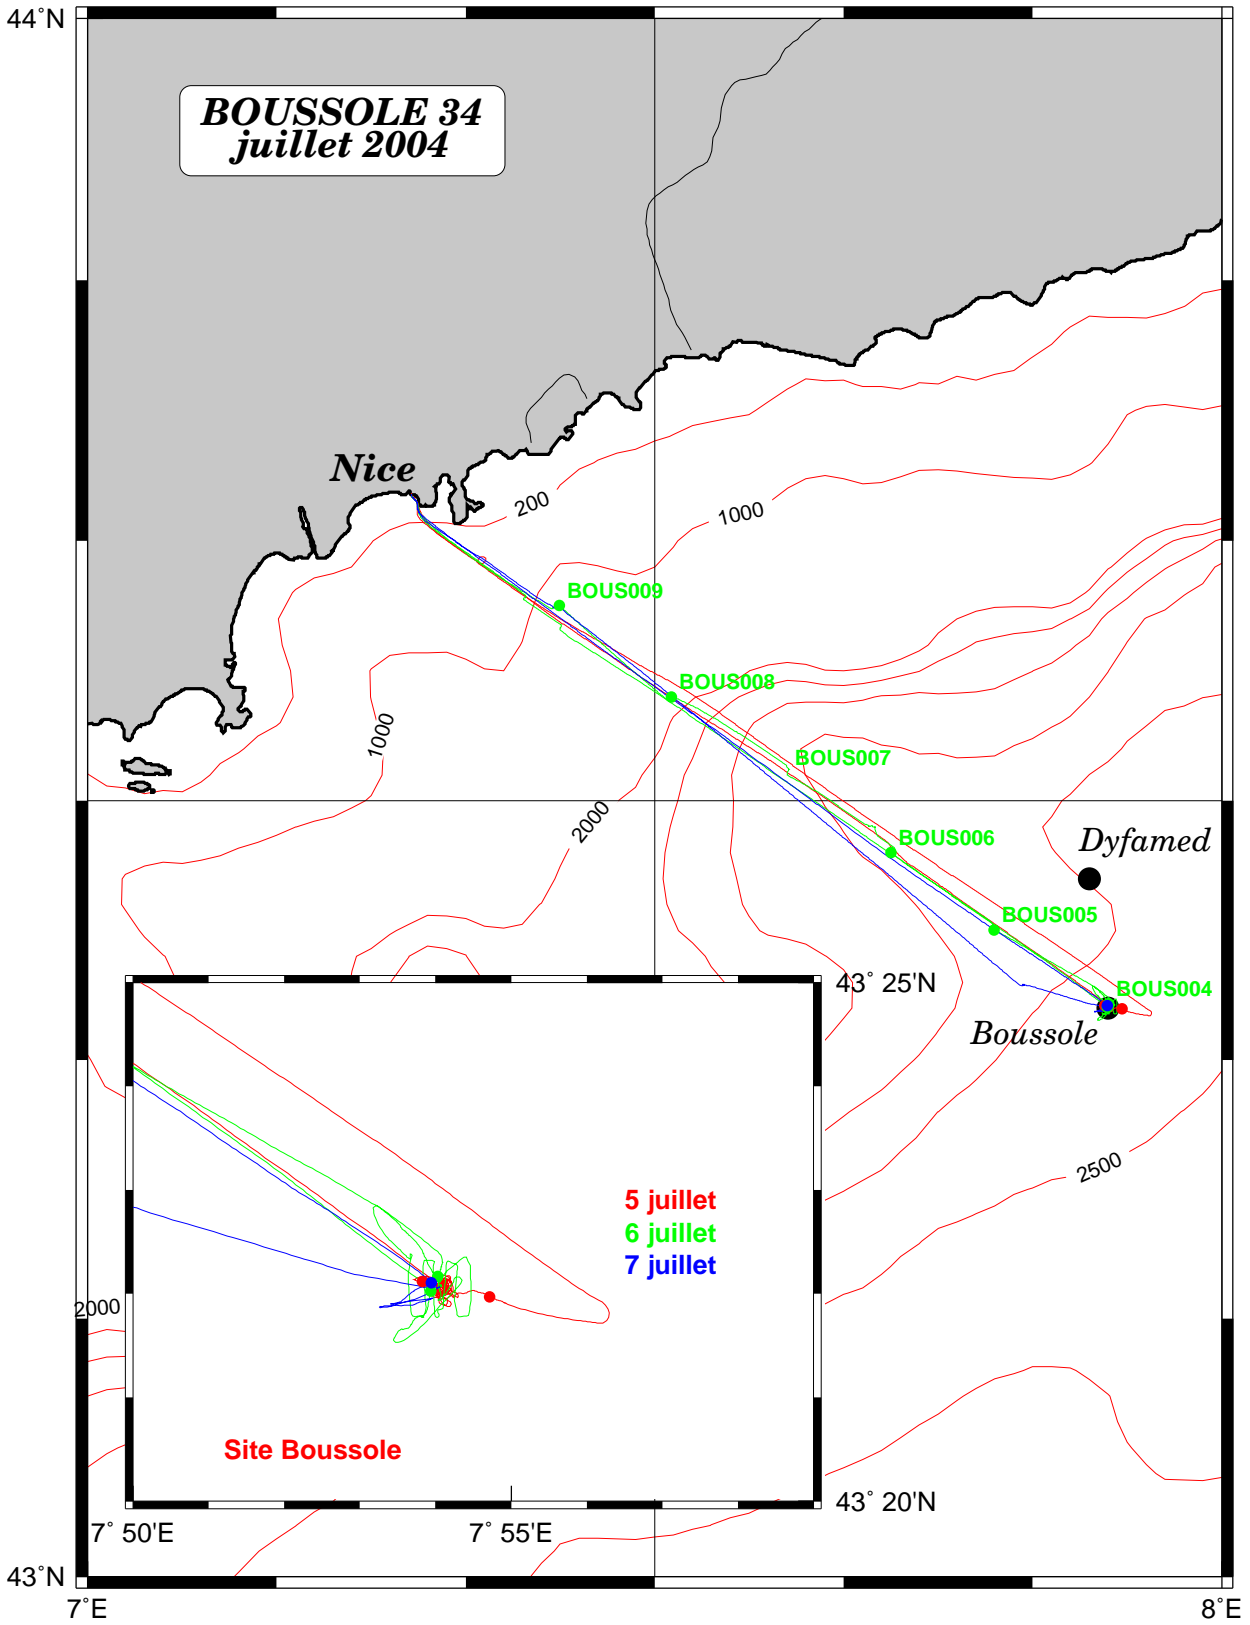 44°N
BOUSSOLE 34
juillet 2004
Nice
200
1000
BOUS009
BOUS008
1000
BOUS007
2000
BOUS006
Dyfamed
BOUS005
43° 25'N
BOUS004
Boussole
2500
5 juillet
6 juillet
7 juillet
2000
Site Boussole
43° 20'N
7° 50'E
7° 55'E
43°N
7°E
8°E